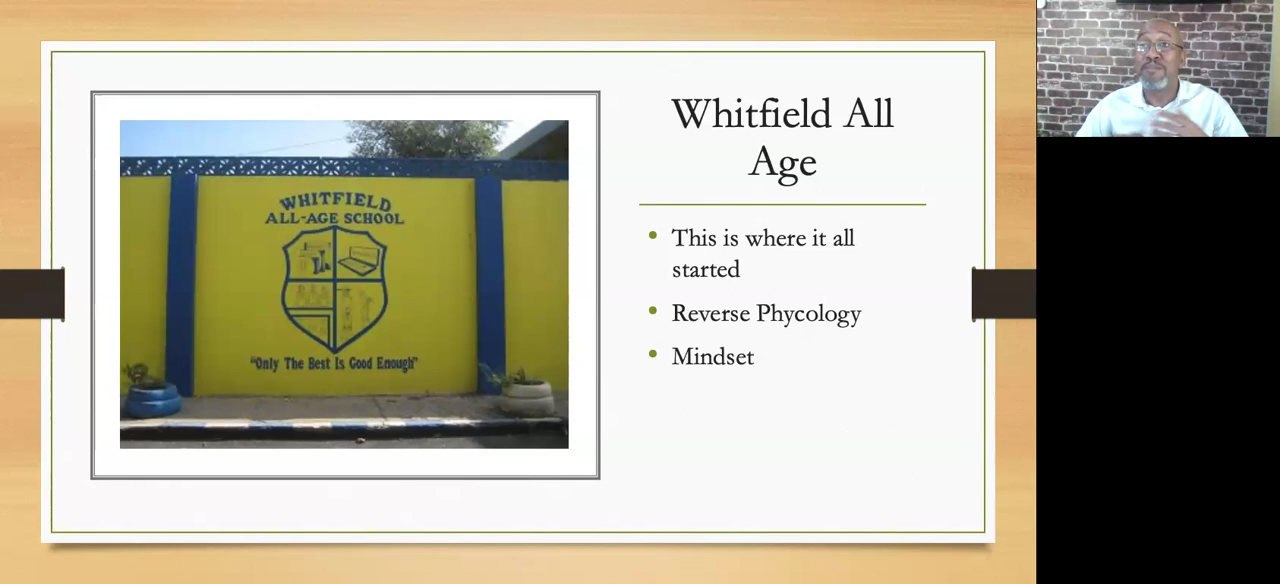 WHITFIELD
ALL-AGE SCHOOL
"Only The Best Is Good Enough"
Whitfield All
Age
This is where it all
started
Reverse Phycology
Mindset